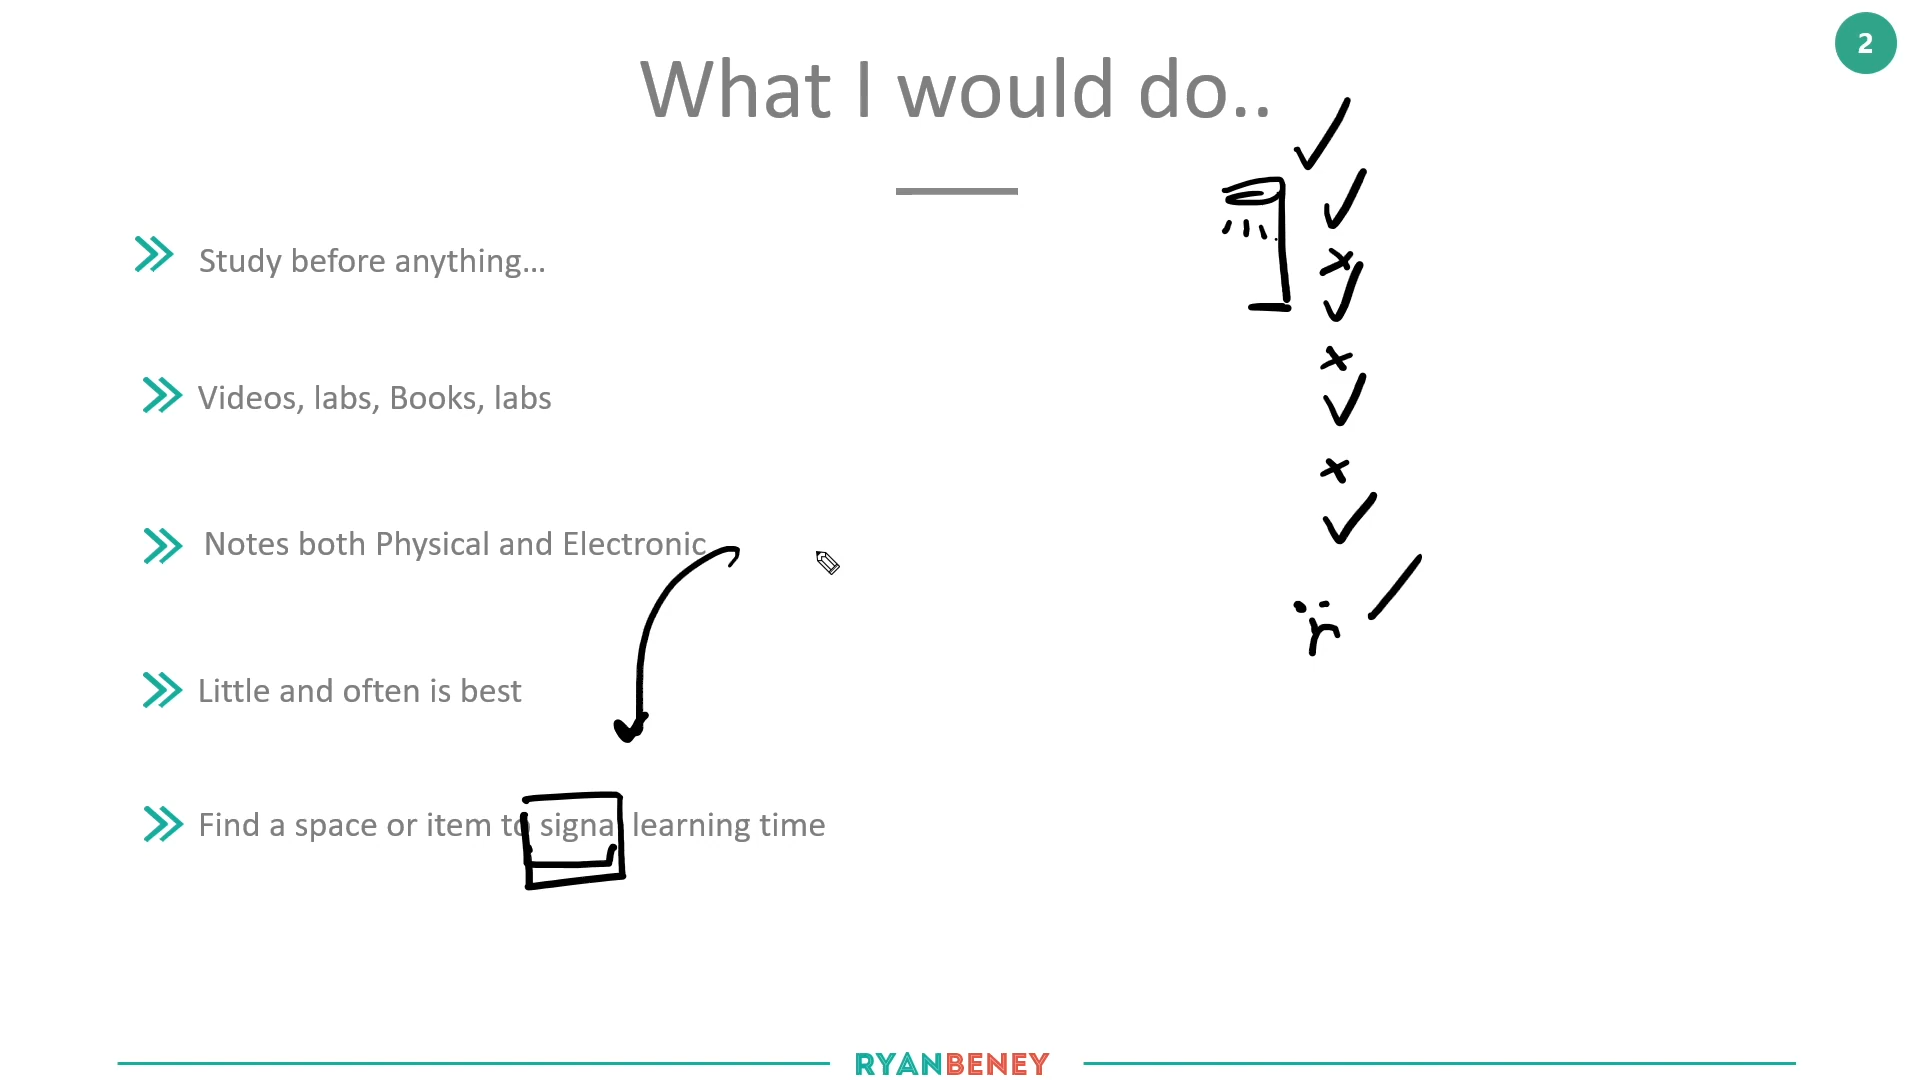 2
What I would do..
Study before anything...
Videos, labs, Books, labs
Notes both Physical and Electronic
Little and often is best
Find a space or item to signal learning time
RYANBENEY